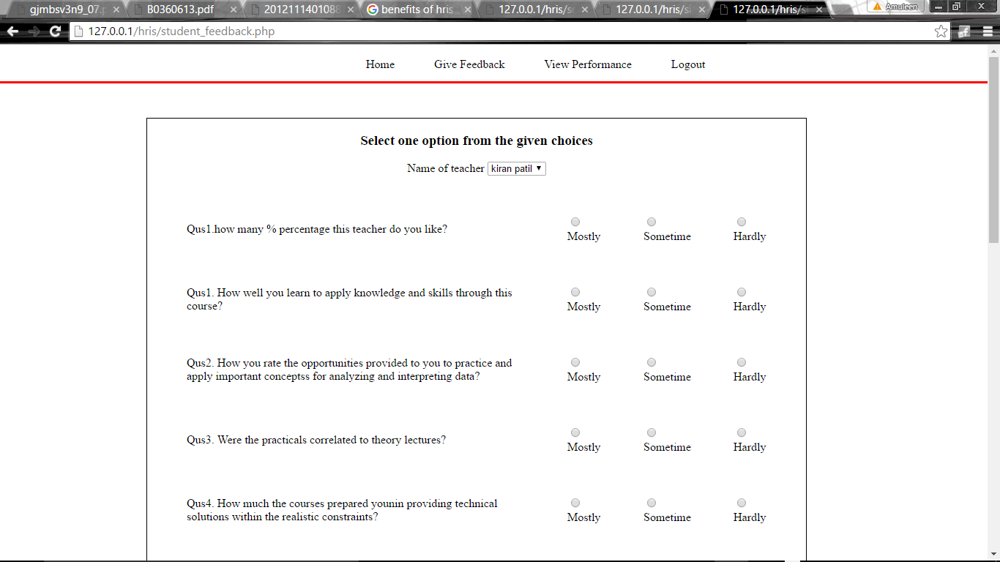 gjmbsv3n9_07.
B0360613.pdf
2012111401088
benefits of hris
127.0.0.1/hris/s
127.0.0.1/hris/s
127.0.0.1/hris/s
Amuleen
127.0.0.1/hris/student_feedback.php
Home Give Feedback View Performance Logout
Select one option from the given choices
Name of teacher kiran patil
Qus1.how many % percentage this teacher do you like?
Mostly Sometime Hardly
Qus1. How well you learn to apply knowledge and skills through this
course?
Mostly Sometime Hardly
Qus2. How you rate the opportunities provided to you to practice and
apply important conceptss for analyzing and interpreting data?
Mostly Sometime Hardly
Qus3. Were the practicals correlated to theory lectures?
Mostly Sometime Hardly
Qus4. How much the courses prepared younin providing technical
solutions within the realistic constraints?
Mostly Sometime Hardly